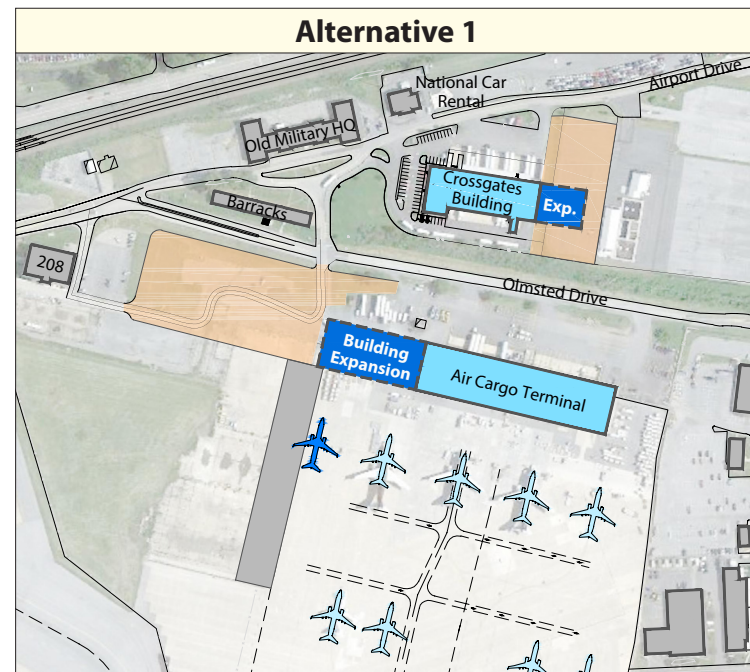 Alternative 1
National Car
Rental
Airport Drive
Old Military HQ
Crossgates
Building
Exp.
Barracks
208
Olmsted Drive
Building
Expansion
Air Cargo Terminal